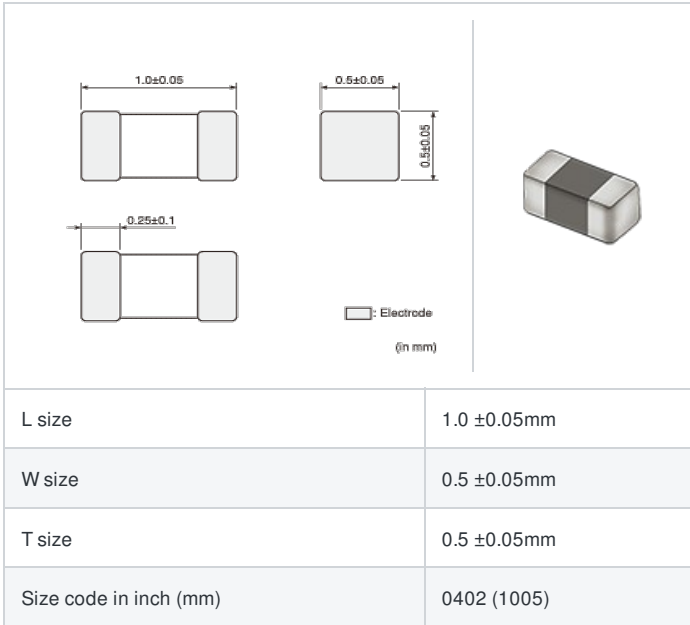 1.0±0.05
0.5±0.05
0.5±0.05
0.25±0.1
: Electrode
(in mm)
L size 1.0 ±0.05mm
W size 0.5 ±0.05mm
T size 0.5 ±0.05mm
Size code in inch (mm) 0402 (1005)